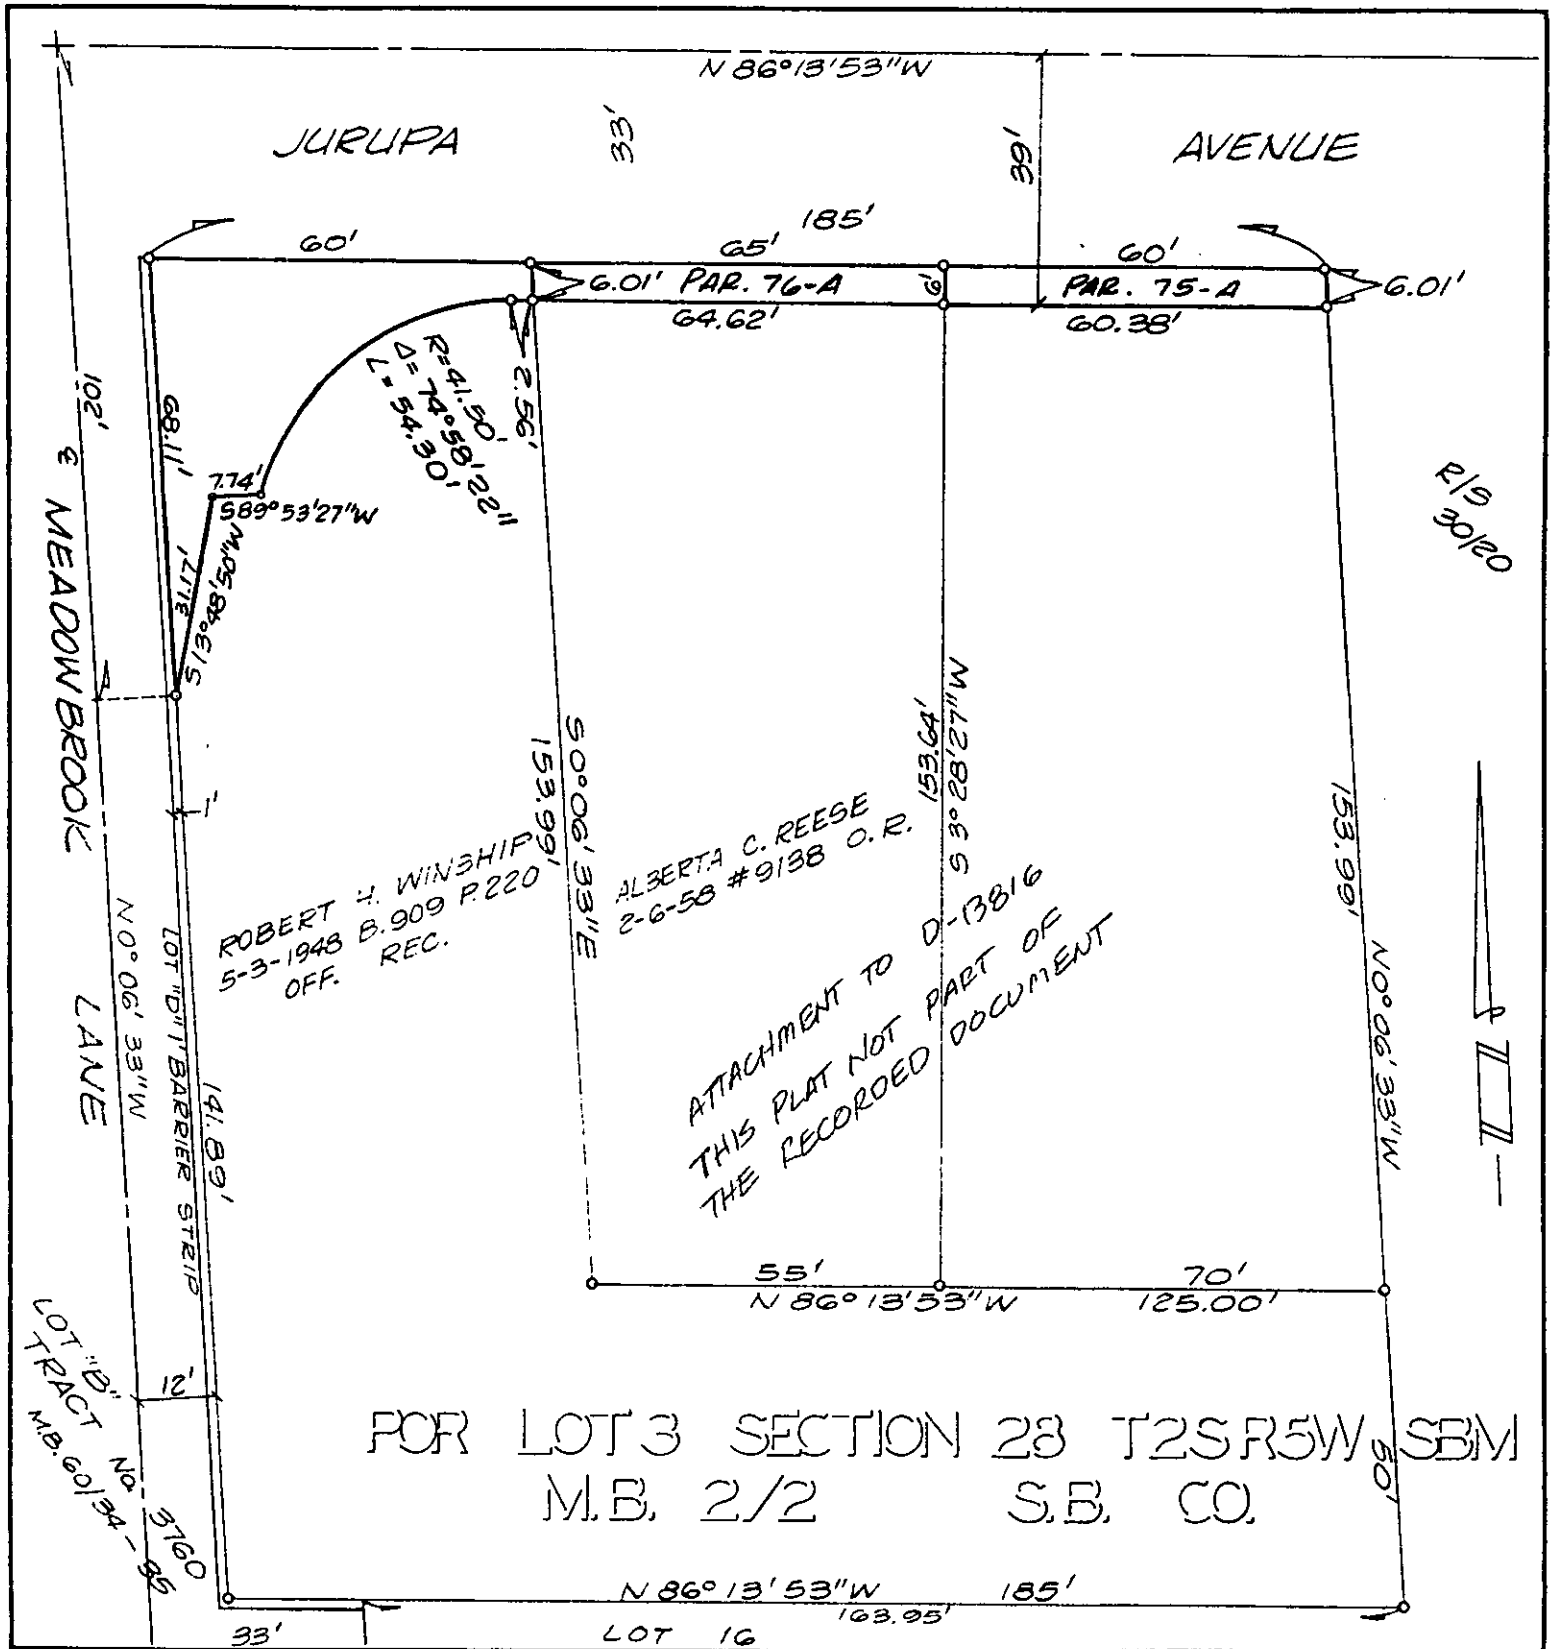 N 86°13'53"W
JURUPA
33'
39'
AVENUE
185'
60'
65'
60'
6.01'
PAR. 76-A
6'
PAR. 75-A
6.01'
64.62'
60.38'
R=41.50'
Δ= 74°58'22"
L= 54.30'
2.56'
102'
68.11'
7.74'
S89°53'27"W
31.17'
S13°48'50"W
R/S
30/20
MEADOWBROOK
LANE
N0°06'33"W
1'
S0°06'33"E
153.99'
153.64'
S 3°28'27"W
153.99'
N0°06'33"W
ROBERT H. WINSHIP
5-3-1948 B.909 P.220
OFF. REC.
ALBERTA C. REESE
2-6-58 #9138 O.R.
ATTACHMENT TO D-13816
THIS PLAT NOT PART OF
THE RECORDED DOCUMENT
LOT "D" 1' BARRIER STRIP
141.89'
55'
70'
N 86°13'53"W
125.00'
LOT "B"
TRACT No. 3760
M.B. 60/34-35
12'
POR LOT 3 SECTION 28 T2S R5W SBM
M.B. 2/2 S.B. CO.
50'
N 86°13'53"W 185'
163.95'
33'
LOT 16